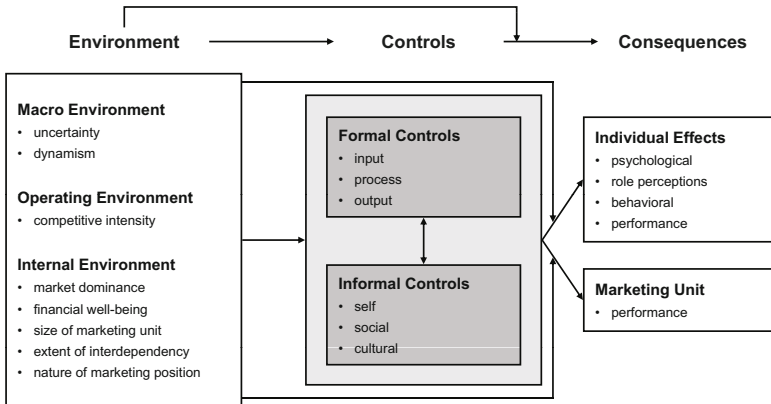 Environment
Controls
Consequences
Macro Environment
• uncertainty
• dynamism
Operating Environment
• competitive intensity
Internal Environment
• market dominance
• financial well-being
• size of marketing unit
• extent of interdependency
• nature of marketing position
Formal Controls
• input
• process
• output
Informal Controls
• self
• social
• cultural
Individual Effects
• psychological
• role perceptions
• behavioral
• performance
Marketing Unit
• performance